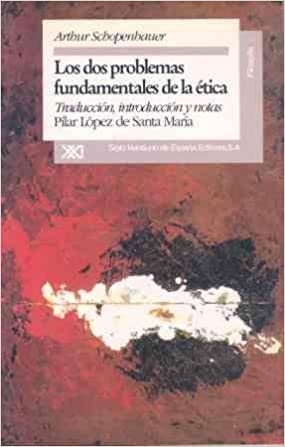 Arthur Schopenhauer
Los dos problemas
fundamentales de la ética
Traducción, introducción y notas
Pilar López de Santa María
Siglo Veintiuno de España Editores, S.A.
Filosofía